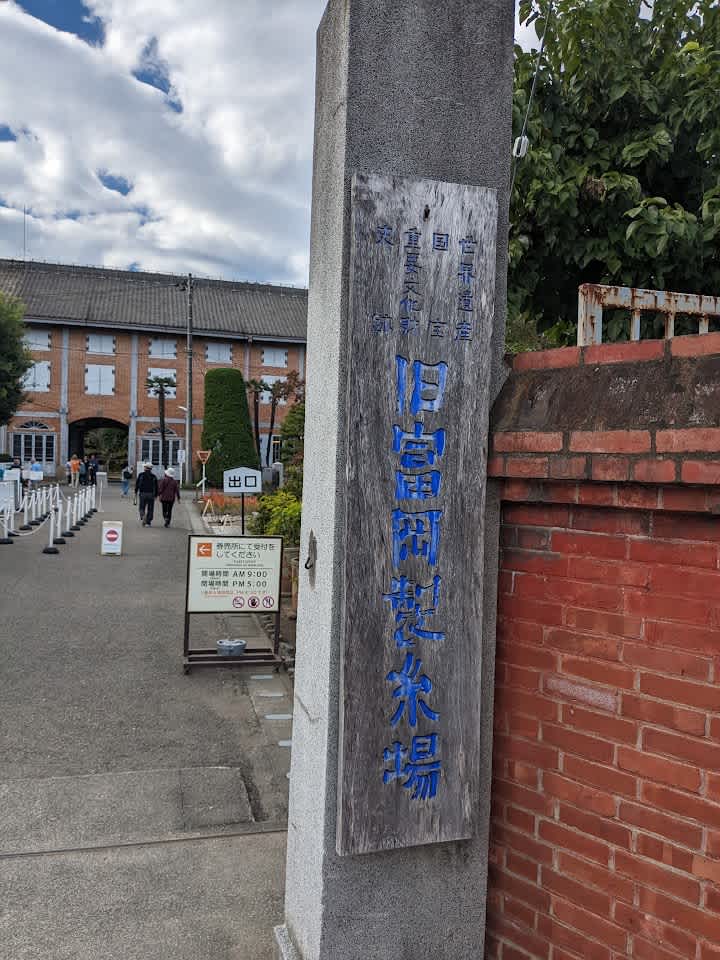 世界遺産
国宝
重要文化財
史跡
旧富岡製糸場
出口
券売所にて受付を
してください
開場時間 AM 9:00
閉場時間 PM 5:00